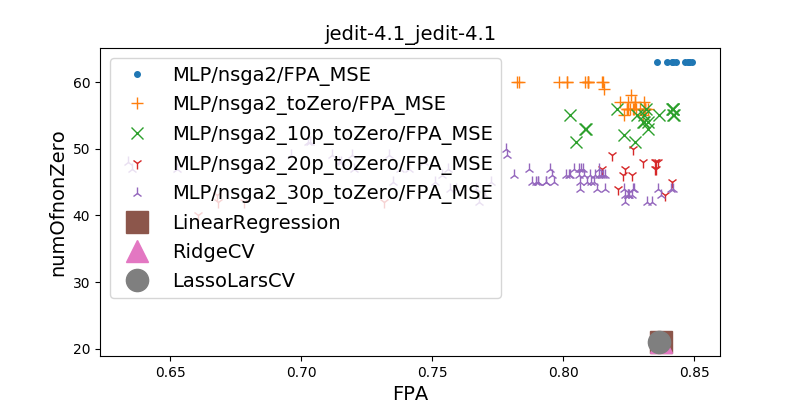 jedit-4.1_jedit-4.1
numOfnonZero
60
50
40
30
20
MLP/nsga2/FPA_MSE
MLP/nsga2_toZero/FPA_MSE
MLP/nsga2_10p_toZero/FPA_MSE
MLP/nsga2_20p_toZero/FPA_MSE
MLP/nsga2_30p_toZero/FPA_MSE
LinearRegression
RidgeCV
LassoLarsCV
0.65 0.70 0.75 0.80 0.85
FPA